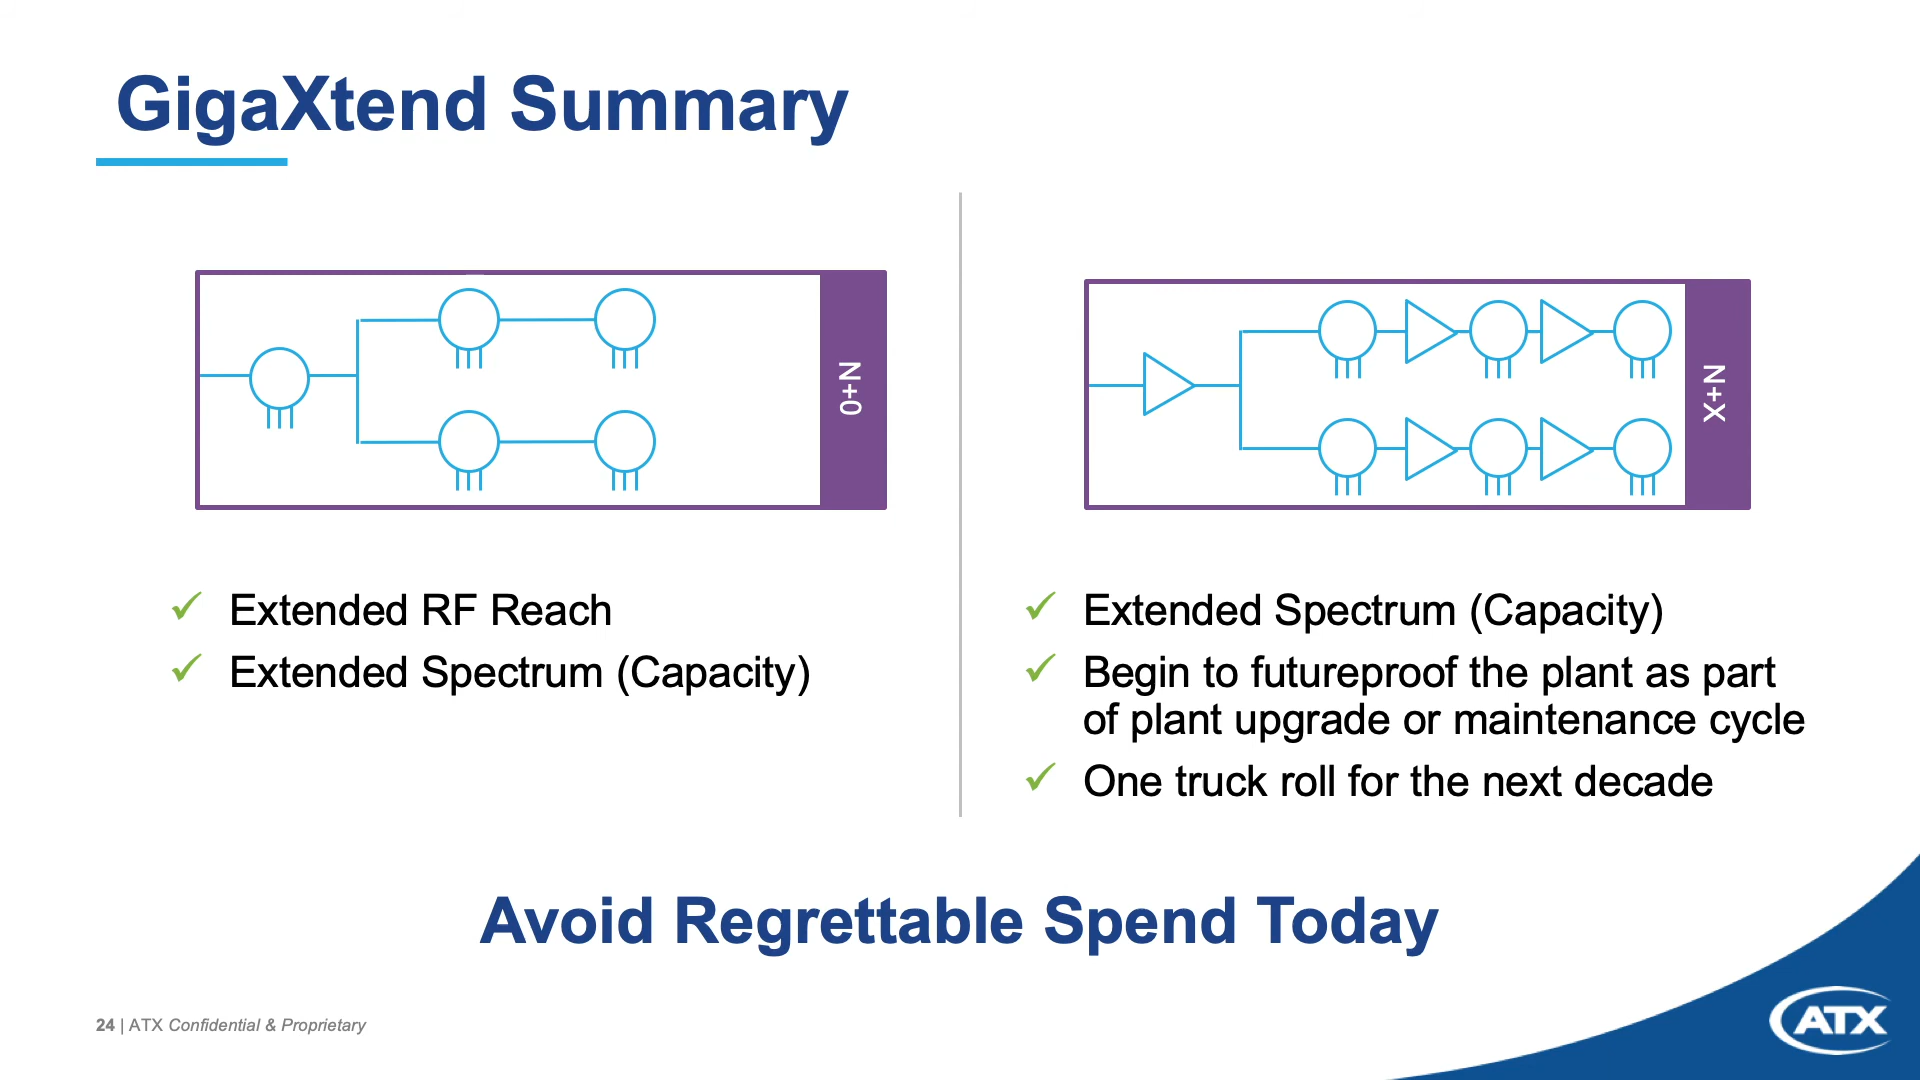 GigaXtend Summary
N+0
✓ Extended RF Reach
✓ Extended Spectrum (Capacity)
N+X
✓ Extended Spectrum (Capacity)
✓ Begin to futureproof the plant as part
of plant upgrade or maintenance cycle
✓ One truck roll for the next decade
Avoid Regrettable Spend Today
24 | ATX Confidential & Proprietary
ATX